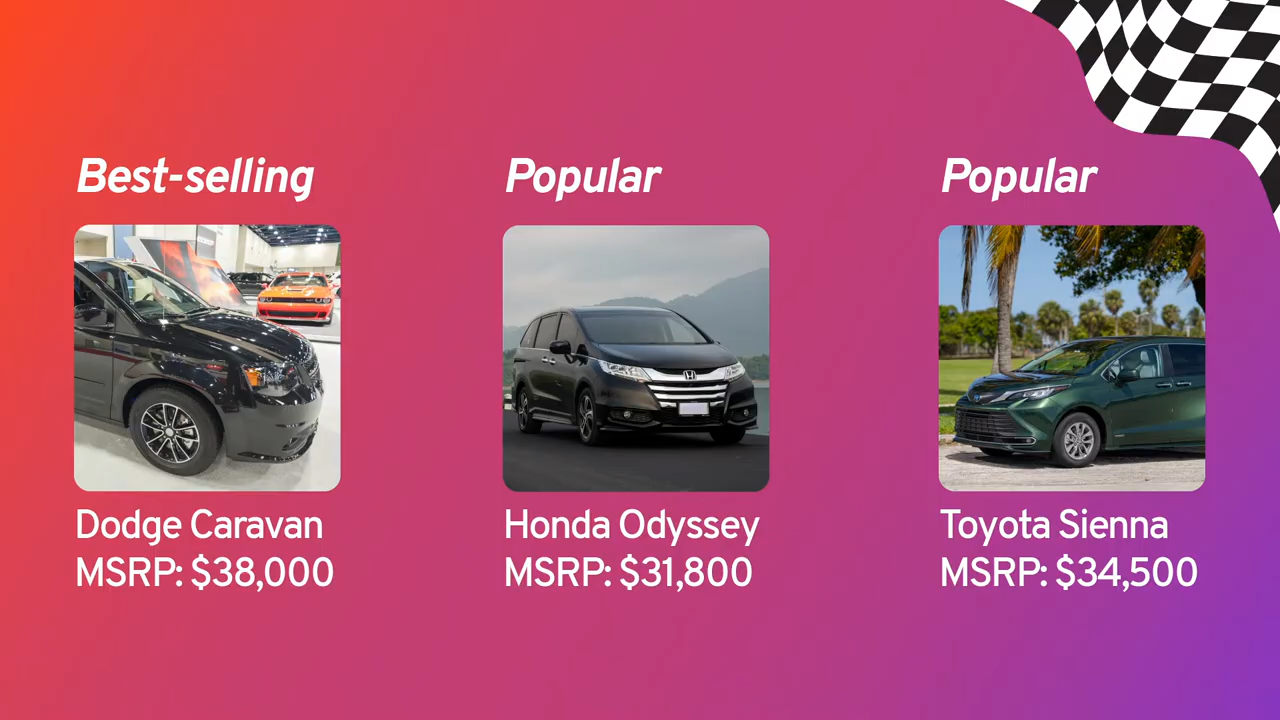 Best-selling
Popular
Popular
Dodge Caravan
MSRP: $38,000
Honda Odyssey
MSRP: $31,800
Toyota Sienna
MSRP: $34,500